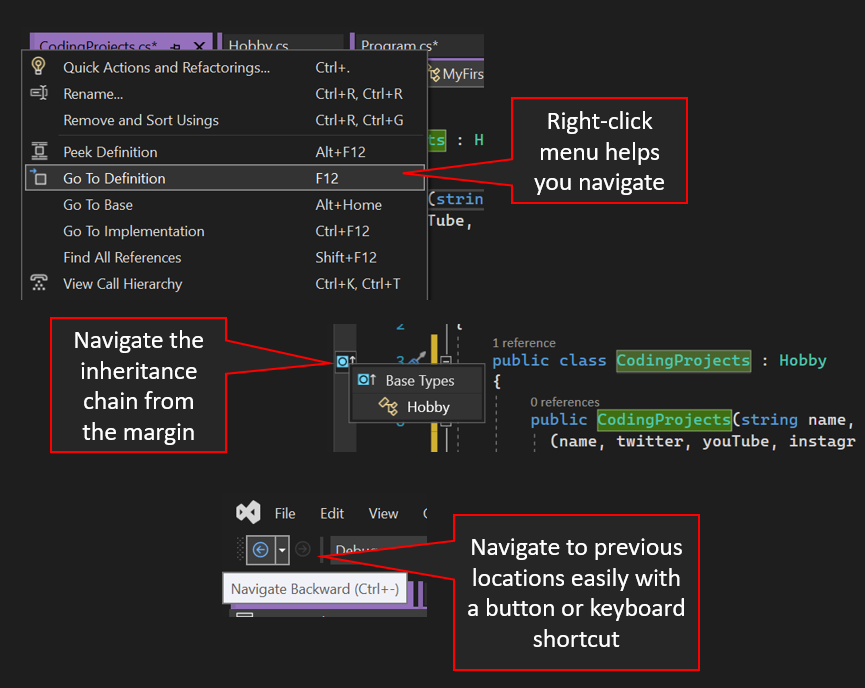 CodingProjects.cs*
Hobby.cs
Program.cs*
Quick Actions and Refactorings... Ctrl+.
MyFirs
Rename... Ctrl+R, Ctrl+R
Remove and Sort Usings Ctrl+R, Ctrl+G
Right-click
menu helps
you navigate
ts : H
Peek Definition Alt+F12
Go To Definition F12
Go To Base Alt+Home
(string
Tube,
Go To Implementation Ctrl+F12
Find All References Shift+F12
View Call Hierarchy Ctrl+K, Ctrl+T
Navigate the
inheritance
chain from
the margin
2
{
1 reference
3
public class CodingProjects : Hobby
Base Types
{
Hobby
0 references
public CodingProjects(string name,
(name, twitter, youTube, instagr
File Edit View
Debug
Navigate Backward (Ctrl+-)
Navigate to previous
locations easily with
a button or keyboard
shortcut